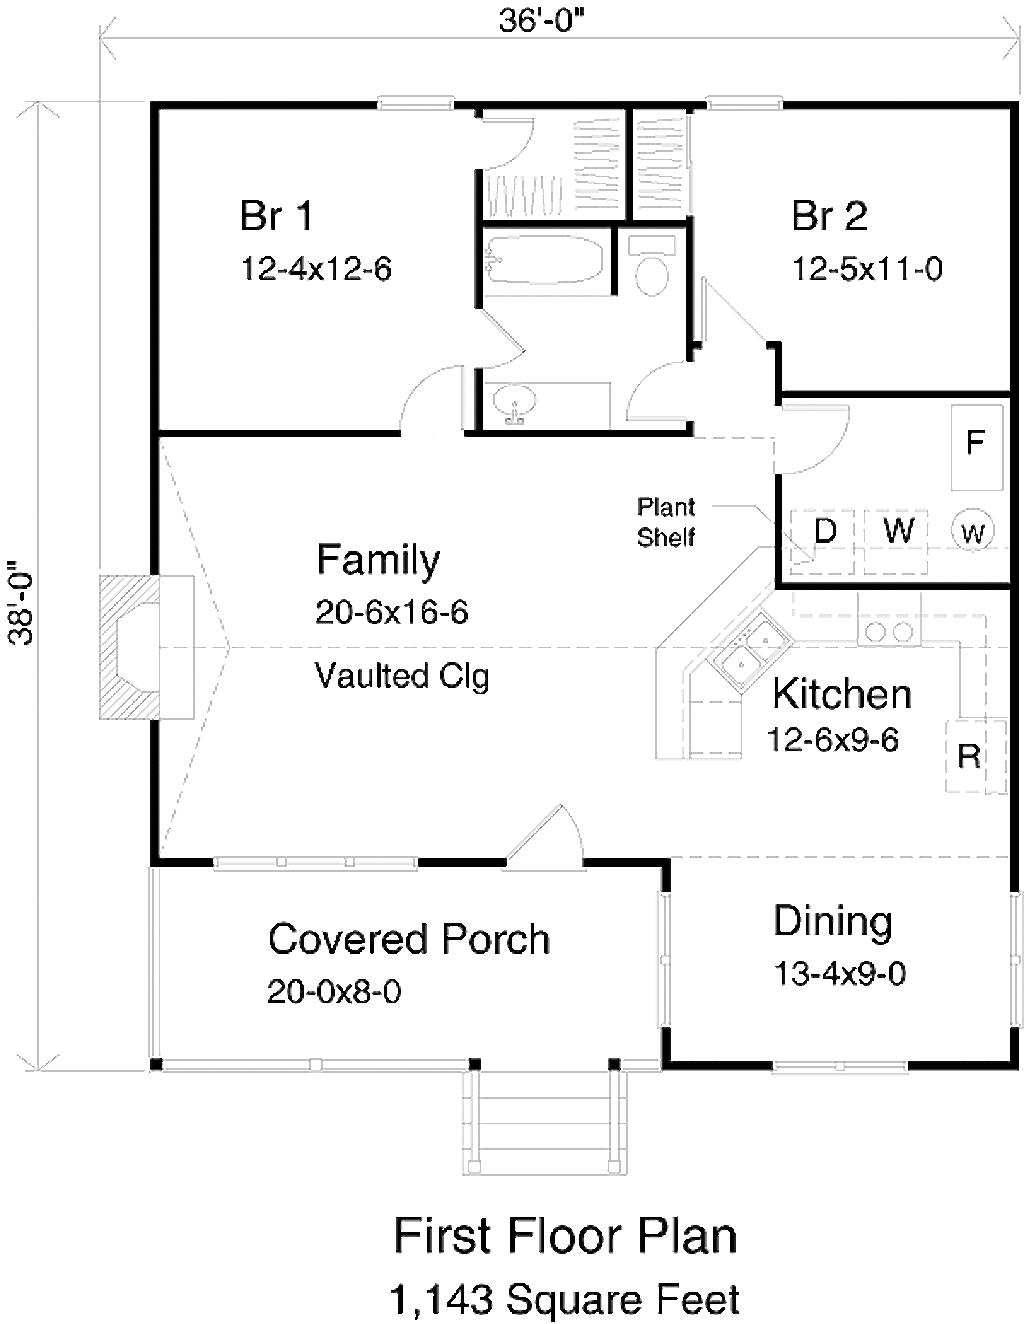 36'-0"
Br 1
12-4x12-6
Br 2
12-5x11-0
F
Plant
Shelf
D
W
w
38'-0"
Family
20-6x16-6
Vaulted Clg
Kitchen
12-6x9-6
R
Covered Porch
20-0x8-0
Dining
13-4x9-0
First Floor Plan
1,143 Square Feet